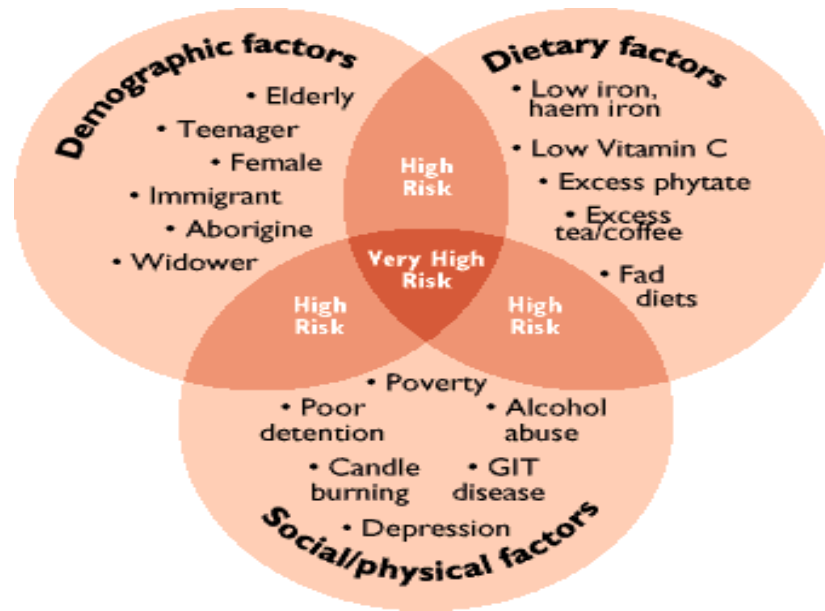 Demographic factors
• Elderly
• Teenager
• Female
• Immigrant
• Aborigine
• Widower
Dietary factors
• Low iron,
haem iron
• Low Vitamin C
• Excess phytate
• Excess
tea/coffee
• Fad
diets
High
Risk
Very High
Risk
High
Risk
High
Risk
• Poverty
• Poor
detention
• Alcohol
abuse
• Candle
burning
• GIT
disease
• Depression
Social/physical factors